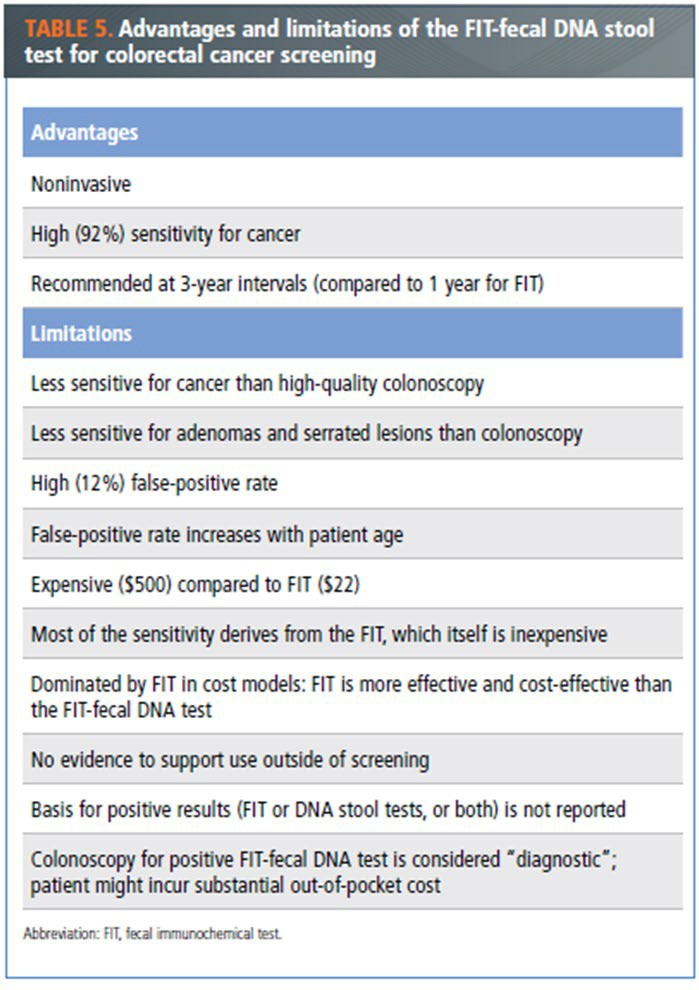 TABLE 5. Advantages and limitations of the FIT-fecal DNA stool
test for colorectal cancer screening
Advantages
Noninvasive
High (92%) sensitivity for cancer
Recommended at 3-year intervals (compared to 1 year for FIT)
Limitations
Less sensitive for cancer than high-quality colonoscopy
Less sensitive for adenomas and serrated lesions than colonoscopy
High (12%) false-positive rate
False-positive rate increases with patient age
Expensive ($500) compared to FIT ($22)
Most of the sensitivity derives from the FIT, which itself is inexpensive
Dominated by FIT in cost models: FIT is more effective and cost-effective than
the FIT-fecal DNA test
No evidence to support use outside of screening
Basis for positive results (FIT or DNA stool tests, or both) is not reported
Colonoscopy for positive FIT-fecal DNA test is considered “diagnostic”;
patient might incur substantial out-of-pocket cost
Abbreviation: FIT, fecal immunochemical test.